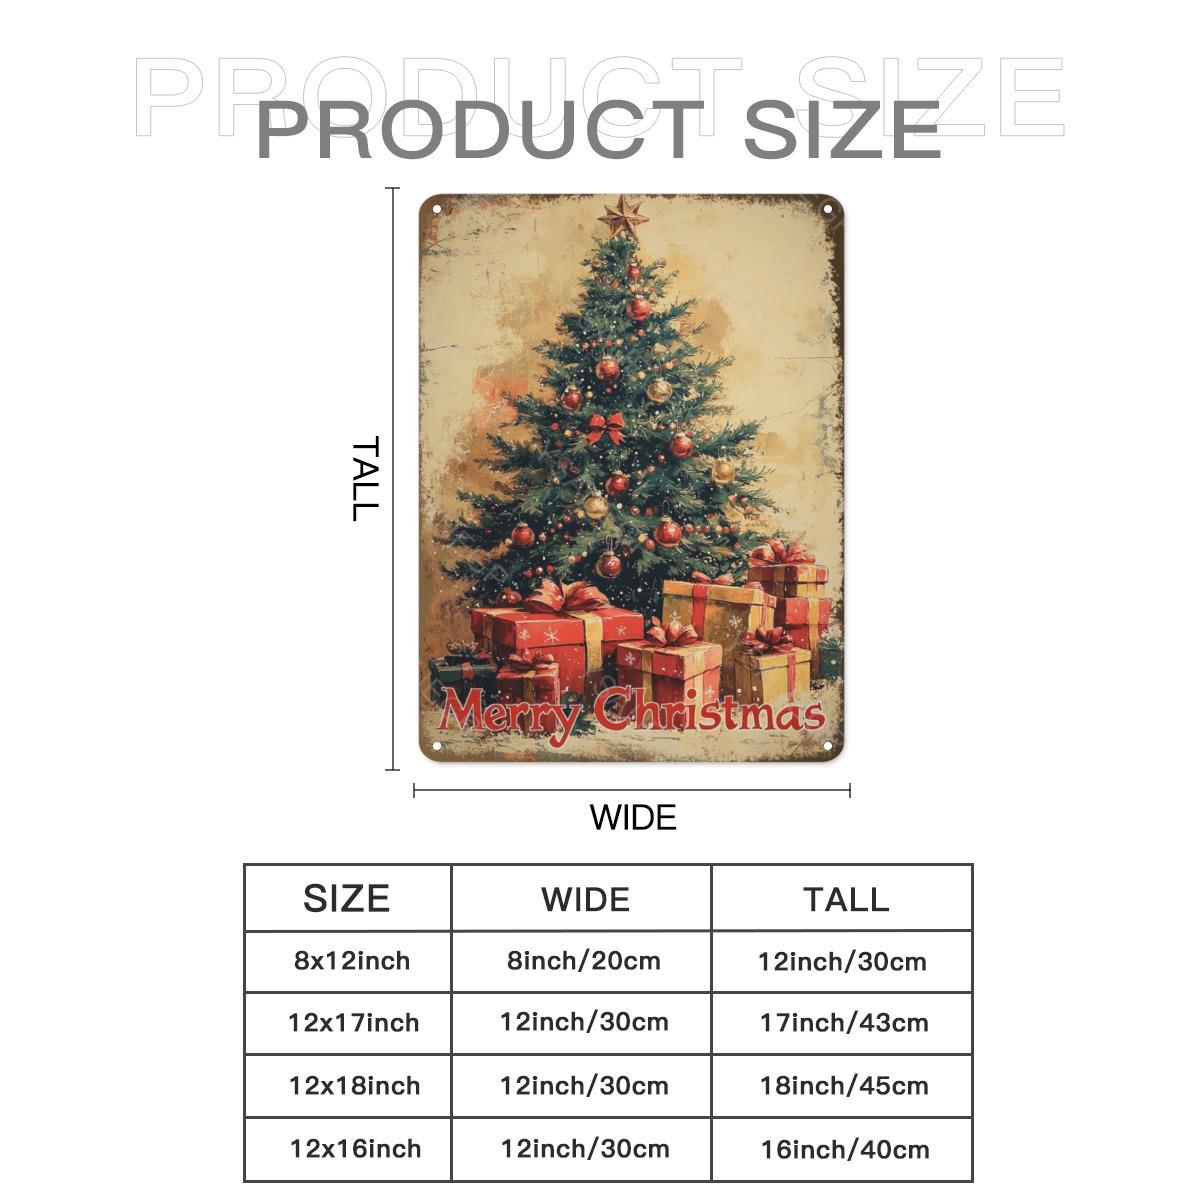 PRODUCT SIZE
PRODUCT SIZE
TALL
Merry Christmas
WIDE
SIZE WIDE TALL
8x12inch 8inch/20cm 12inch/30cm
12x17inch 12inch/30cm 17inch/43cm
12x18inch 12inch/30cm 18inch/45cm
12x16inch 12inch/30cm 16inch/40cm